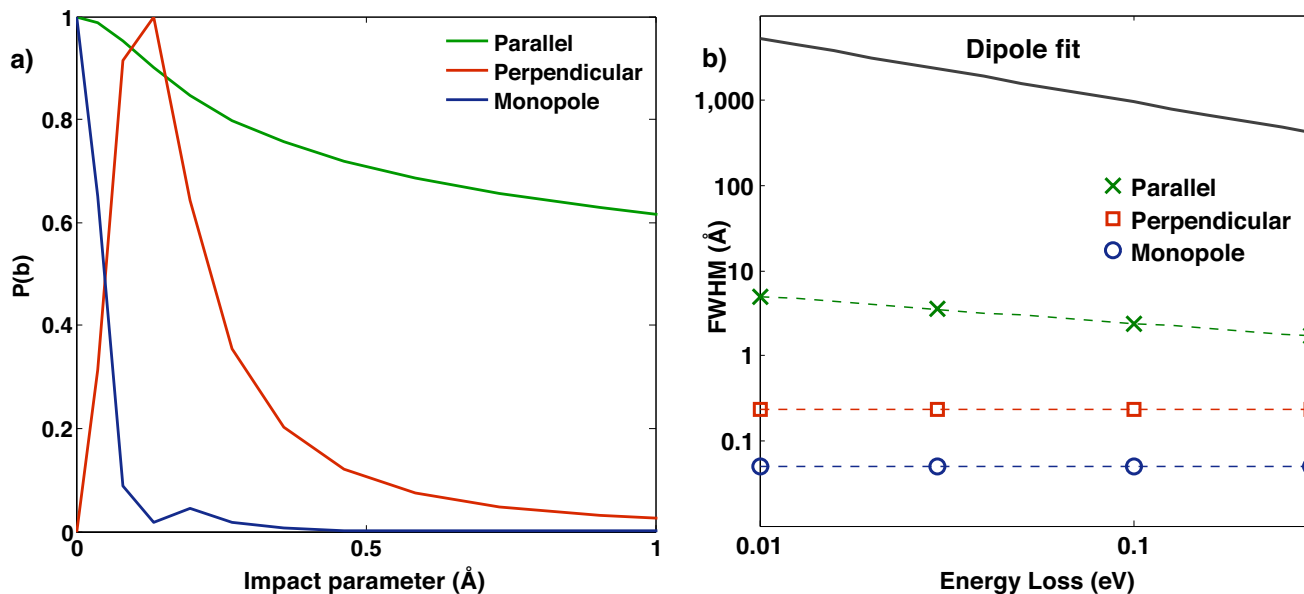 a)
P(b)
1
0.8
0.6
0.4
0.2
0
0
0.5
1
Impact parameter (Å)
Parallel
Perpendicular
Monopole
b)
Dipole fit
FWHM (Å)
1,000
100
10
1
0.1
Parallel
Perpendicular
Monopole
0.01
0.1
Energy Loss (eV)